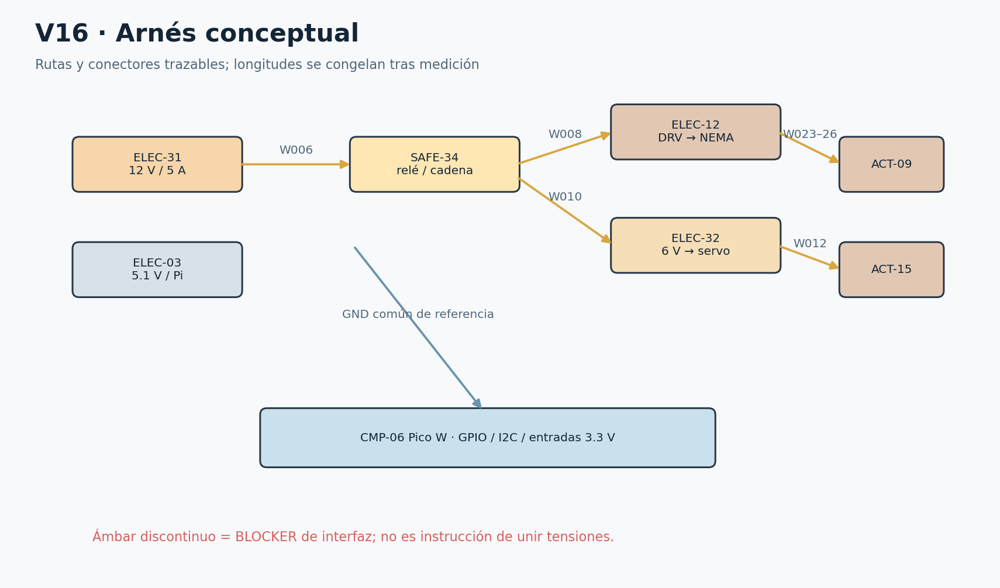 V16 · Arnés conceptual
Rutas y conectores trazables; longitudes se congelan tras medición
ELEC-31
12 V / 5 A
W006
SAFE-34
relé / cadena
W008
W010
ELEC-12
DRV → NEMA
W023–26
ACT-09
ELEC-03
5.1 V / Pi
ELEC-32
6 V → servo
W012
ACT-15
GND común de referencia
CMP-06 Pico W · GPIO / I2C / entradas 3.3 V
Ámbar discontinuo = BLOCKER de interfaz; no es instrucción de unir tensiones.